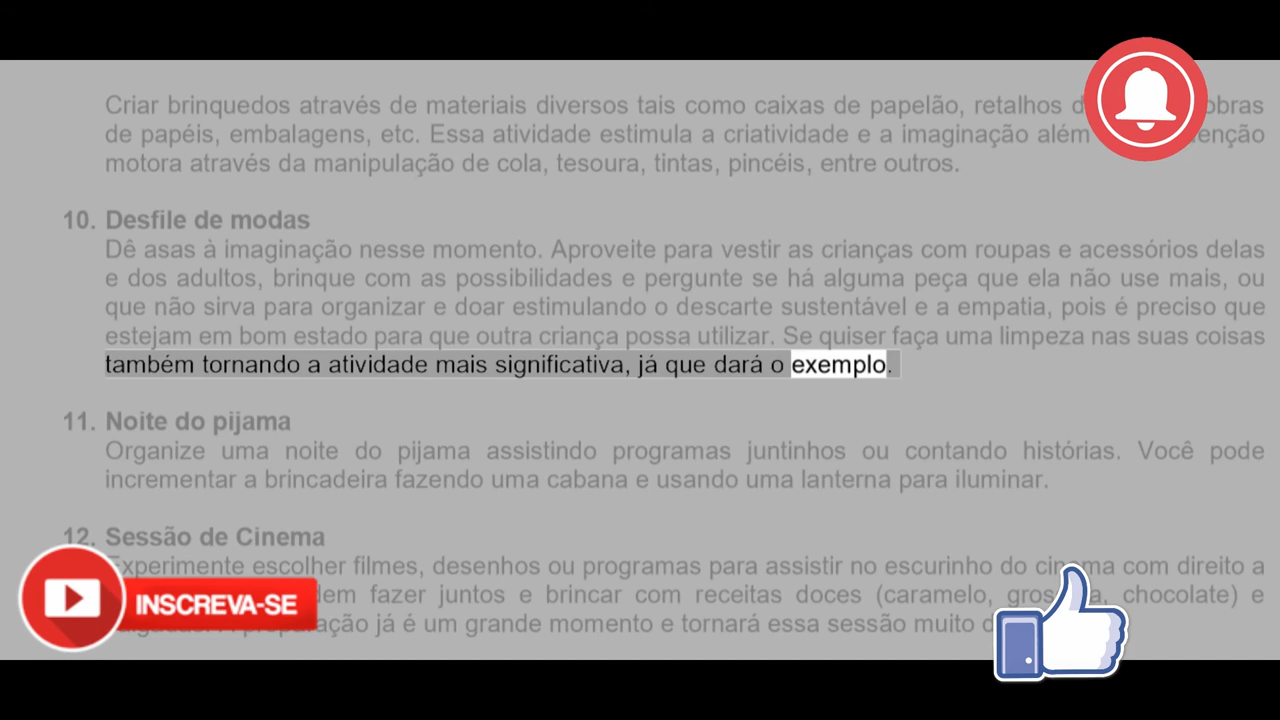 Criar brinquedos através de materiais diversos tais como caixas de papelão, retalhos obras
de papéis, embalagens, etc. Essa atividade estimula a criatividade e a imaginação além
motora através da manipulação de cola, tesoura, tintas, pincéis, entre outros.
10. Desfile de modas
Dê asas à imaginação nesse momento. Aproveite para vestir as crianças com roupas e acessórios delas
e dos adultos, brinque com as possibilidades e pergunte se há alguma peça que ela não use mais, ou
que não sirva para organizar e doar estimulando o descarte sustentável e a empatia, pois é preciso que
estejam em bom estado para que outra criança possa utilizar. Se quiser faça uma limpeza nas suas coisas
também tornando a atividade mais significativa, já que dará o exemplo.
11. Noite do pijama
Organize uma noite do pijama assistindo programas juntinhos ou contando histórias. Você pode
incrementar a brincadeira fazendo uma cabana e usando uma lanterna para iluminar.
12. Sessão de Cinema
Experimente escolher filmes, desenhos ou programas para assistir no escurinho do cinema com direito a
fazer juntos e brincar com receitas doces (caramelo, chocolate) e
INSCREVA-SE
já é um grande momento e tornará essa sessão muito